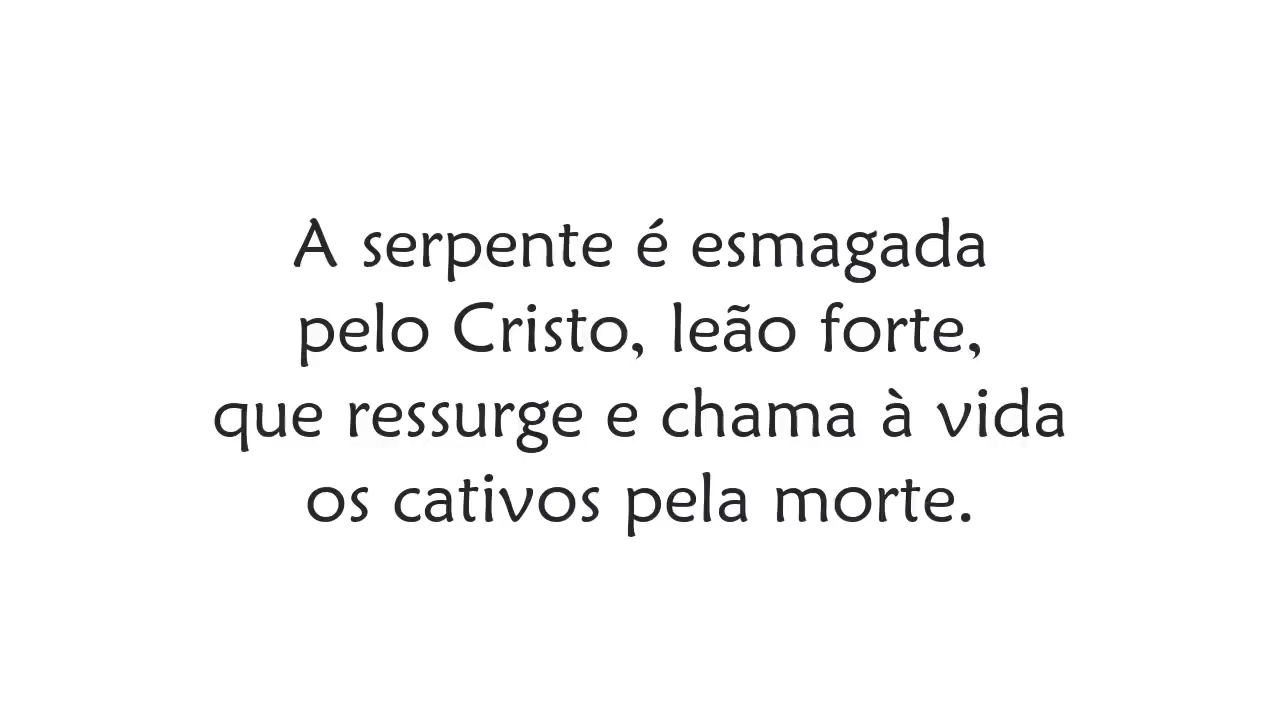 A serpente é esmagada
pelo Cristo, leão forte,
que ressurge e chama à vida
os cativos pela morte.